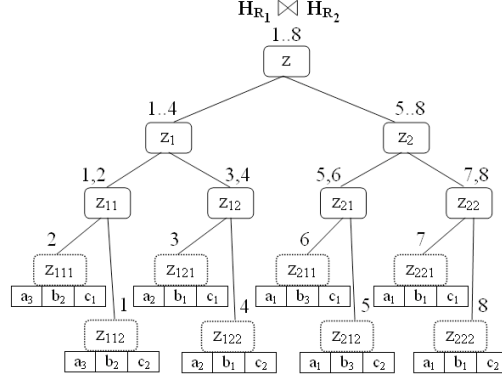 H_R₁ ⋈ H_R₂
1..8
z
1..4 5..8
z₁ z₂
1,2 3,4 5,6 7,8
z₁₁ z₁₂ z₂₁ z₂₂
2 3 6 7
z₁₁₁ z₁₂₁ z₂₁₁ z₂₂₁
a₃ b₂ c₁ a₂ b₁ c₁ a₁ b₃ c₁ a₁ b₁ c₁
1 4 5 8
z₁₁₂ z₁₂₂ z₂₁₂ z₂₂₂
a₃ b₂ c₂ a₂ b₁ c₂ a₁ b₃ c₂ a₁ b₁ c₂